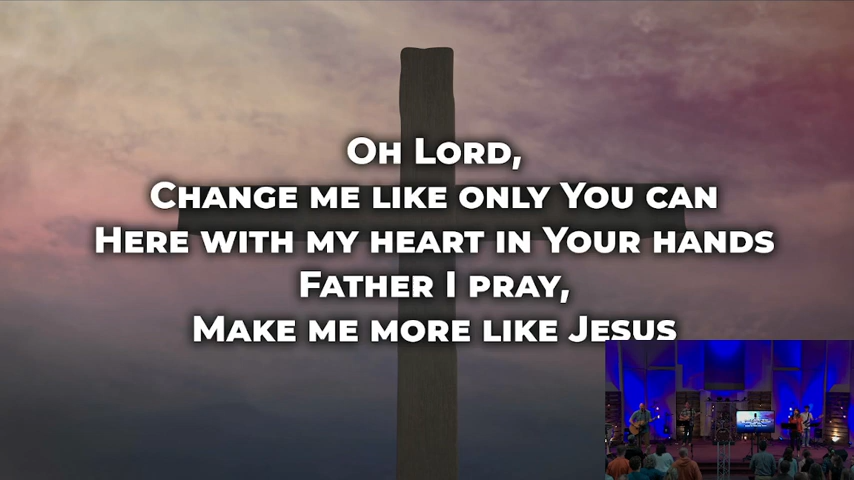 Oh Lord,
Change me like only You can
Here with my heart in Your hands
Father I pray,
Make me more like Jesus